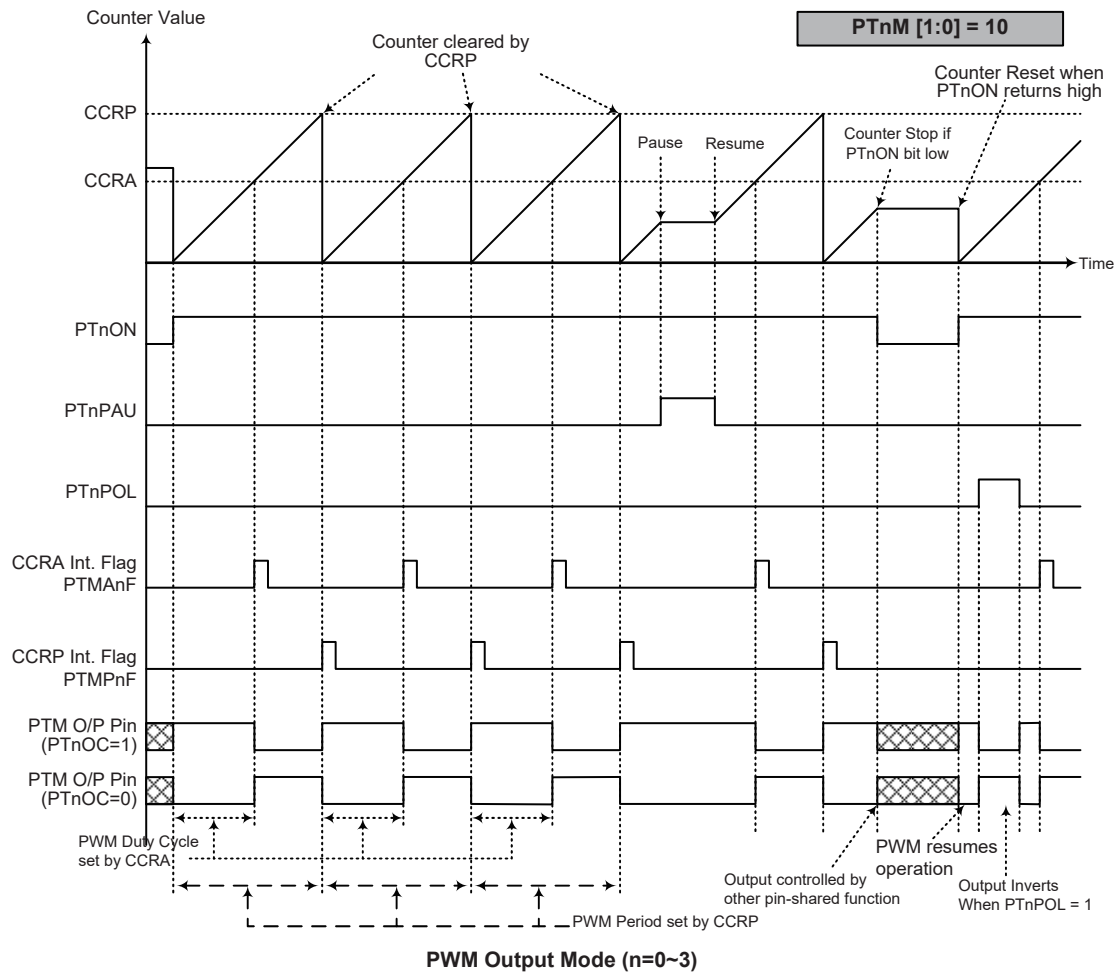 Counter Value
PTnM [1:0] = 10
Counter cleared by
CCRP
Counter Reset when
PTnON returns high
CCRP
Pause
Resume
Counter Stop if
PTnON bit low
CCRA
Time
PTnON
PTnPAU
PTnPOL
CCRA Int. Flag
PTMAnF
CCRP Int. Flag
PTMPnF
PTM O/P Pin
(PTnOC=1)
PTM O/P Pin
(PTnOC=0)
PWM Duty Cycle
set by CCRA
PWM resumes
operation
Output controlled by
other pin-shared function
Output Inverts
When PTnPOL = 1
PWM Period set by CCRP
PWM Output Mode (n=0~3)